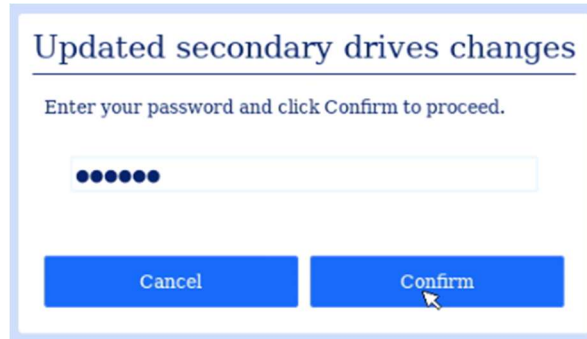 Updated secondary drives changes
Enter your password and click Confirm to proceed.
●●●●●●
Cancel
Confirm